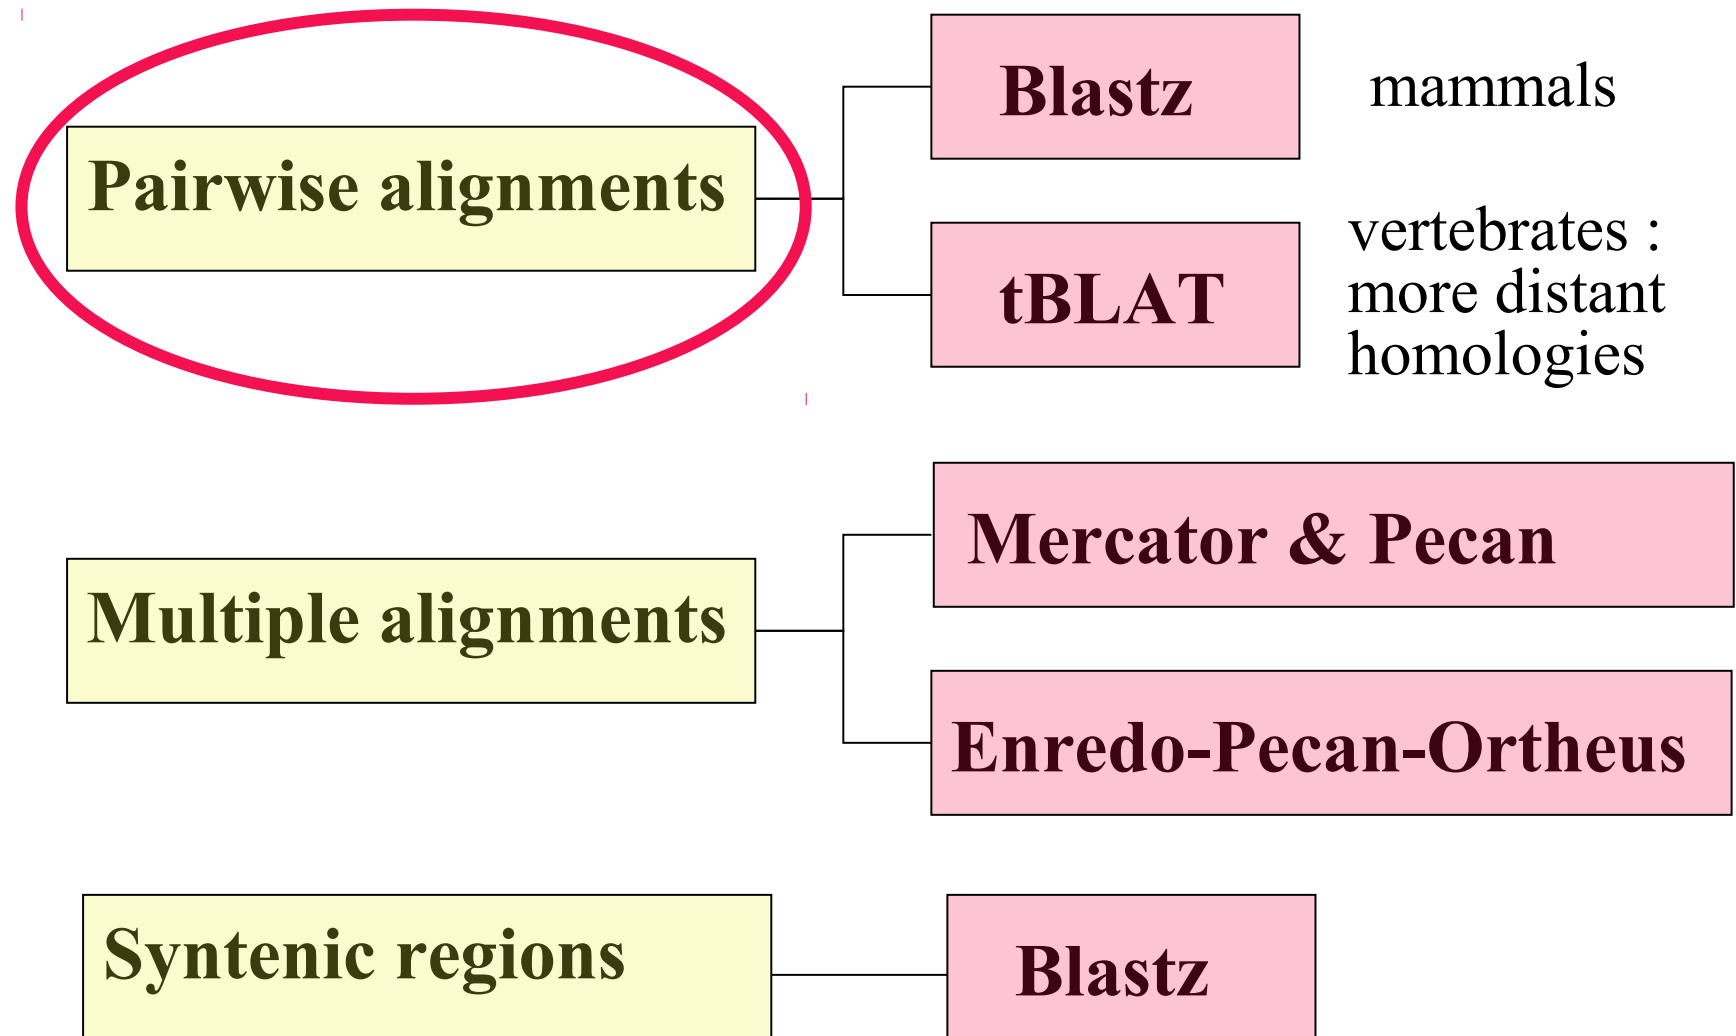 Pairwise alignments
Blastz
mammals
tBLAT
vertebrates :
more distant
homologies
Multiple alignments
Mercator & Pecan
Enredo-Pecan-Ortheus
Syntenic regions
Blastz